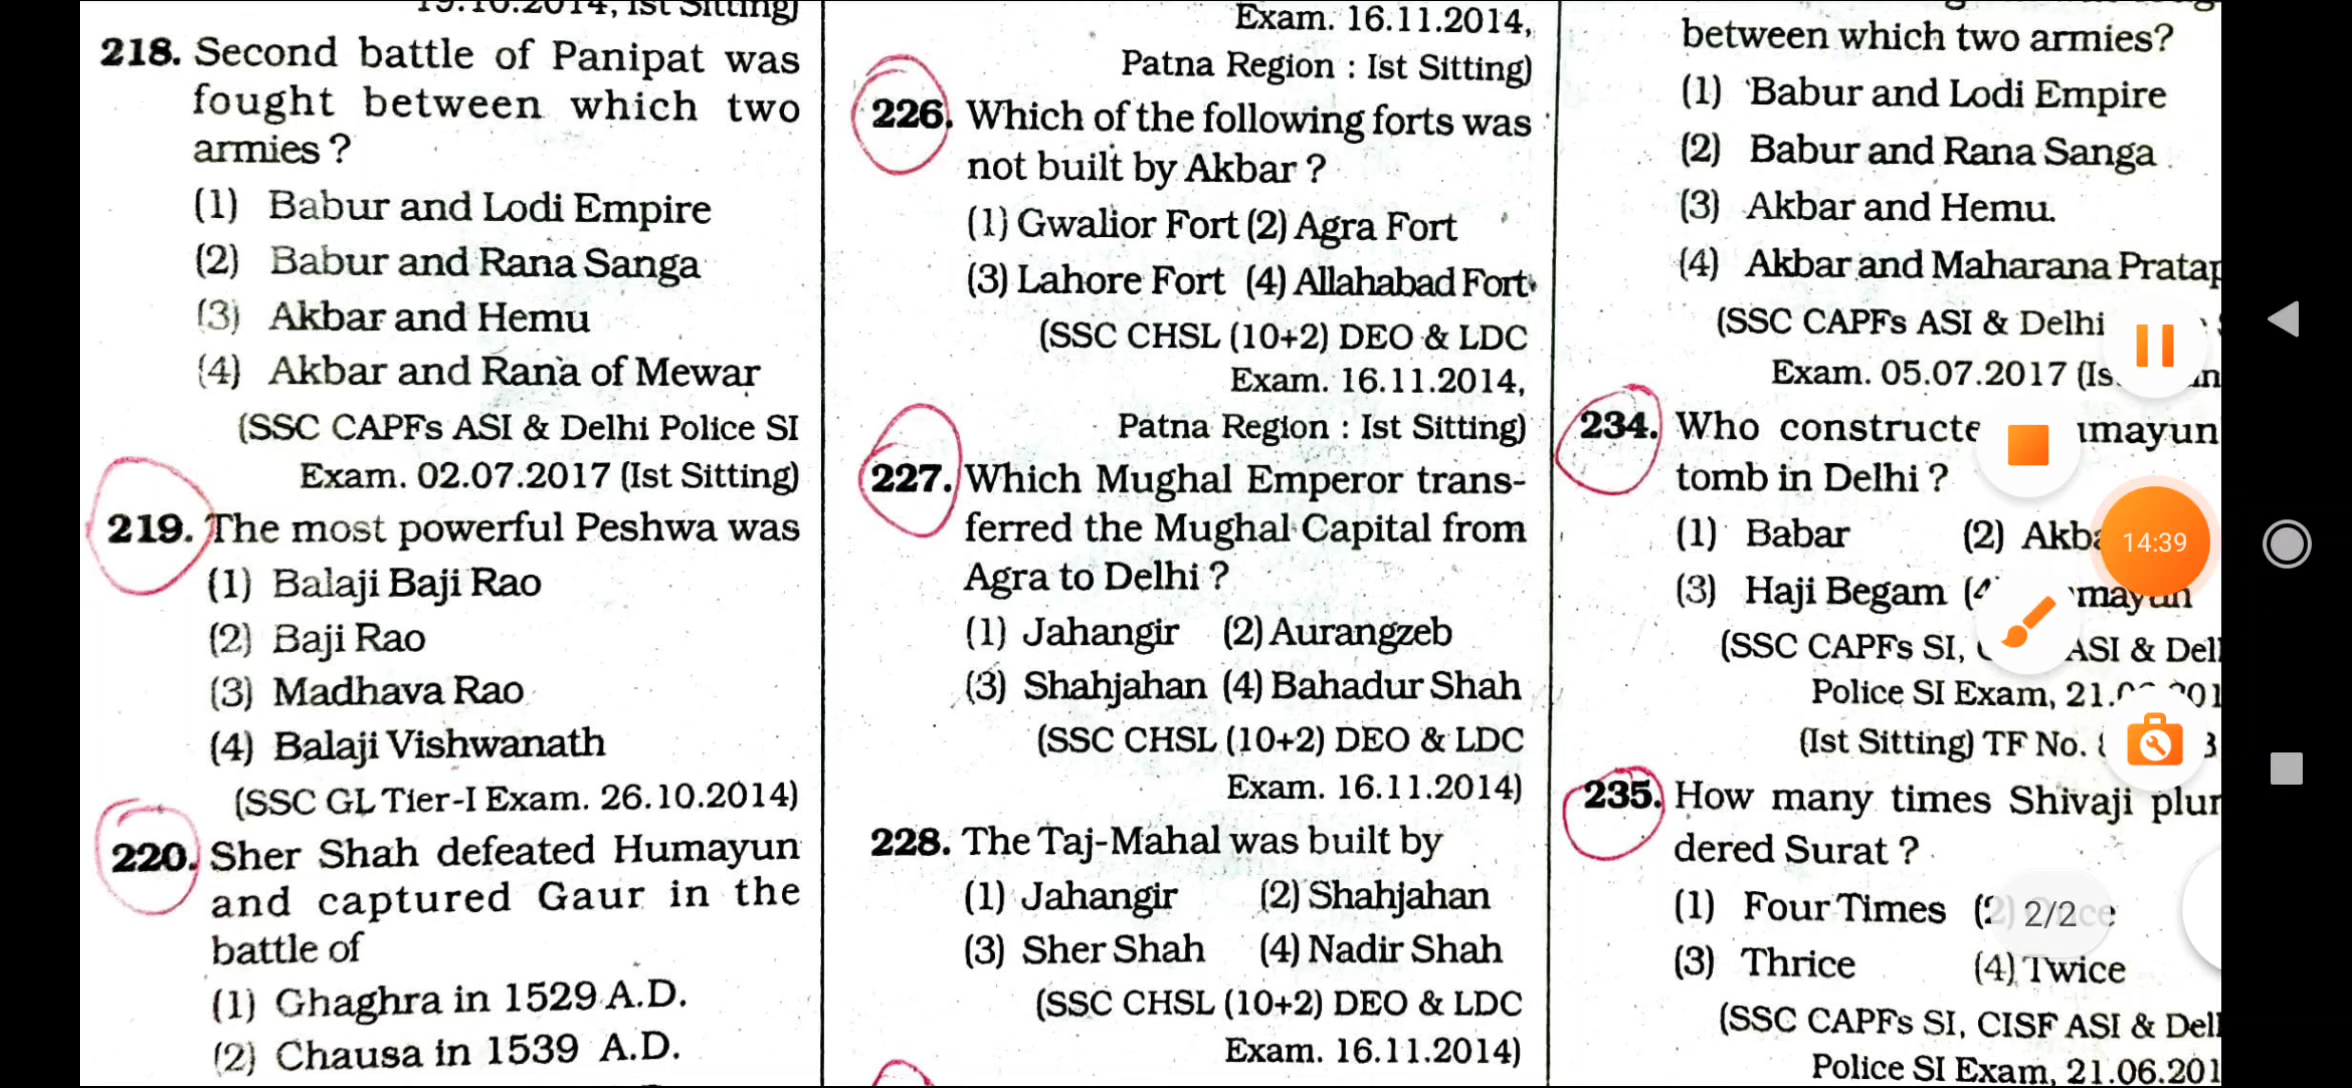 19.10.2014, Ist Sitting)
218. Second battle of Panipat was
fought between which two
armies ?
(1) Babur and Lodi Empire
(2) Babur and Rana Sanga
(3) Akbar and Hemu
(4) Akbar and Rana of Mewar
(SSC CAPFs ASI & Delhi Police SI
Exam. 02.07.2017 (Ist Sitting)
219. The most powerful Peshwa was
(1) Balaji Baji Rao
(2) Baji Rao
(3) Madhava Rao
(4) Balaji Vishwanath
(SSC GL Tier-I Exam. 26.10.2014)
220. Sher Shah defeated Humayun
and captured Gaur in the
battle of
(1) Ghaghra in 1529 A.D.
(2) Chausa in 1539 A.D.
Exam. 16.11.2014,
Patna Region : Ist Sitting)
226. Which of the following forts was
not built by Akbar ?
(1) Gwalior Fort (2) Agra Fort
(3) Lahore Fort (4) Allahabad Fort
(SSC CHSL (10+2) DEO & LDC
Exam. 16.11.2014,
Patna Region : Ist Sitting)
227. Which Mughal Emperor trans-
ferred the Mughal Capital from
Agra to Delhi ?
(1) Jahangir (2) Aurangzeb
(3) Shahjahan (4) Bahadur Shah
(SSC CHSL (10+2) DEO & LDC
Exam. 16.11.2014)
228. The Taj-Mahal was built by
(1) Jahangir (2) Shahjahan
(3) Sher Shah (4) Nadir Shah
(SSC CHSL (10+2) DEO & LDC
Exam. 16.11.2014)
between which two armies?
(1) Babur and Lodi Empire
(2) Babur and Rana Sanga
(3) Akbar and Hemu.
(4) Akbar and Maharana Pratap
(SSC CAPFs ASI & Delhi
Exam. 05.07.2017
234. Who constructe umayun
tomb in Delhi ?
(1) Babar (2) Akba
14:39
(3) Haji Begam mayun
(SSC CAPFs SI, ASI & Del
Police SI Exam, 21.
(Ist Sitting) TF No.
235. How many times Shivaji plun
dered Surat ?
(1) Four Times (2) Once
2/2
(3) Thrice (4) Twice
(SSC CAPFs SI, CISF ASI & Del
Police SI Exam, 21.06.201